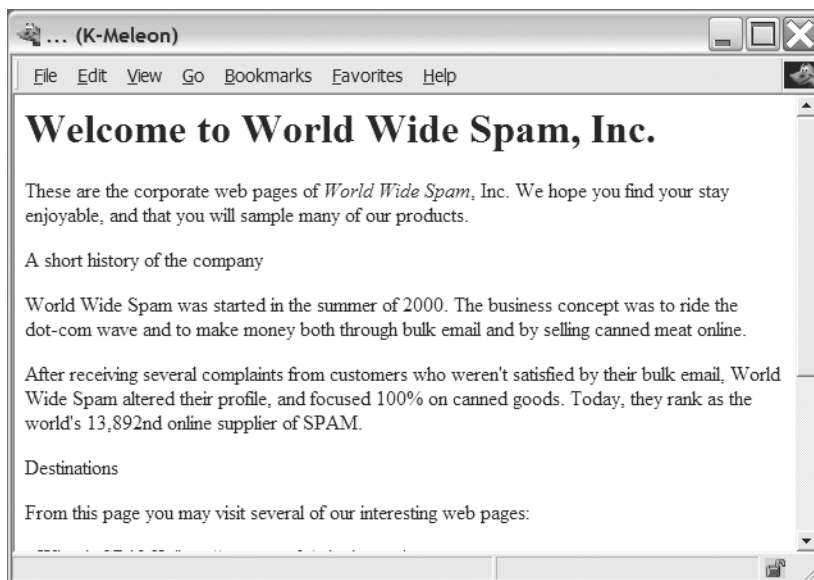 ... (K-Meleon)
File Edit View Go Bookmarks Favorites Help
Welcome to World Wide Spam, Inc.
These are the corporate web pages of World Wide Spam, Inc. We hope you find your stay
enjoyable, and that you will sample many of our products.
A short history of the company
World Wide Spam was started in the summer of 2000. The business concept was to ride the
dot-com wave and to make money both through bulk email and by selling canned meat online.
After receiving several complaints from customers who weren't satisfied by their bulk email, World
Wide Spam altered their profile, and focused 100% on canned goods. Today, they rank as the
world's 13,892nd online supplier of SPAM.
Destinations
From this page you may visit several of our interesting web pages: